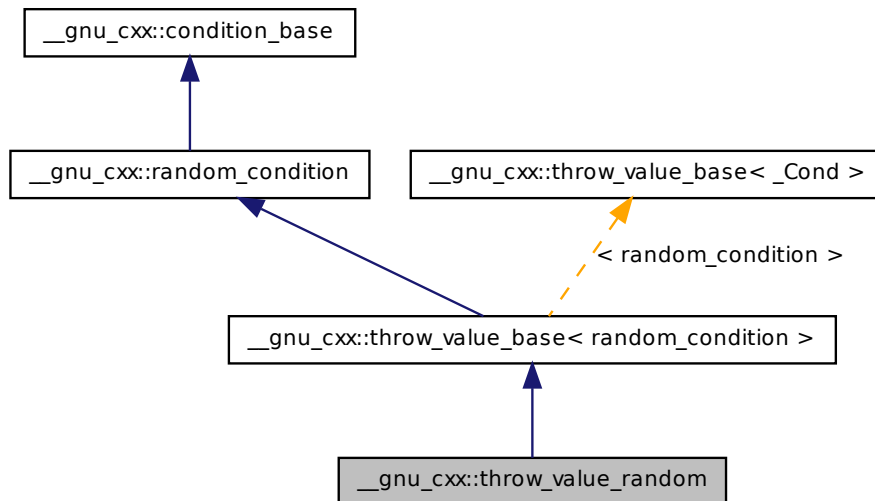 __gnu_cxx::condition_base
__gnu_cxx::random_condition
__gnu_cxx::throw_value_base< _Cond >
< random_condition >
__gnu_cxx::throw_value_base< random_condition >
__gnu_cxx::throw_value_random